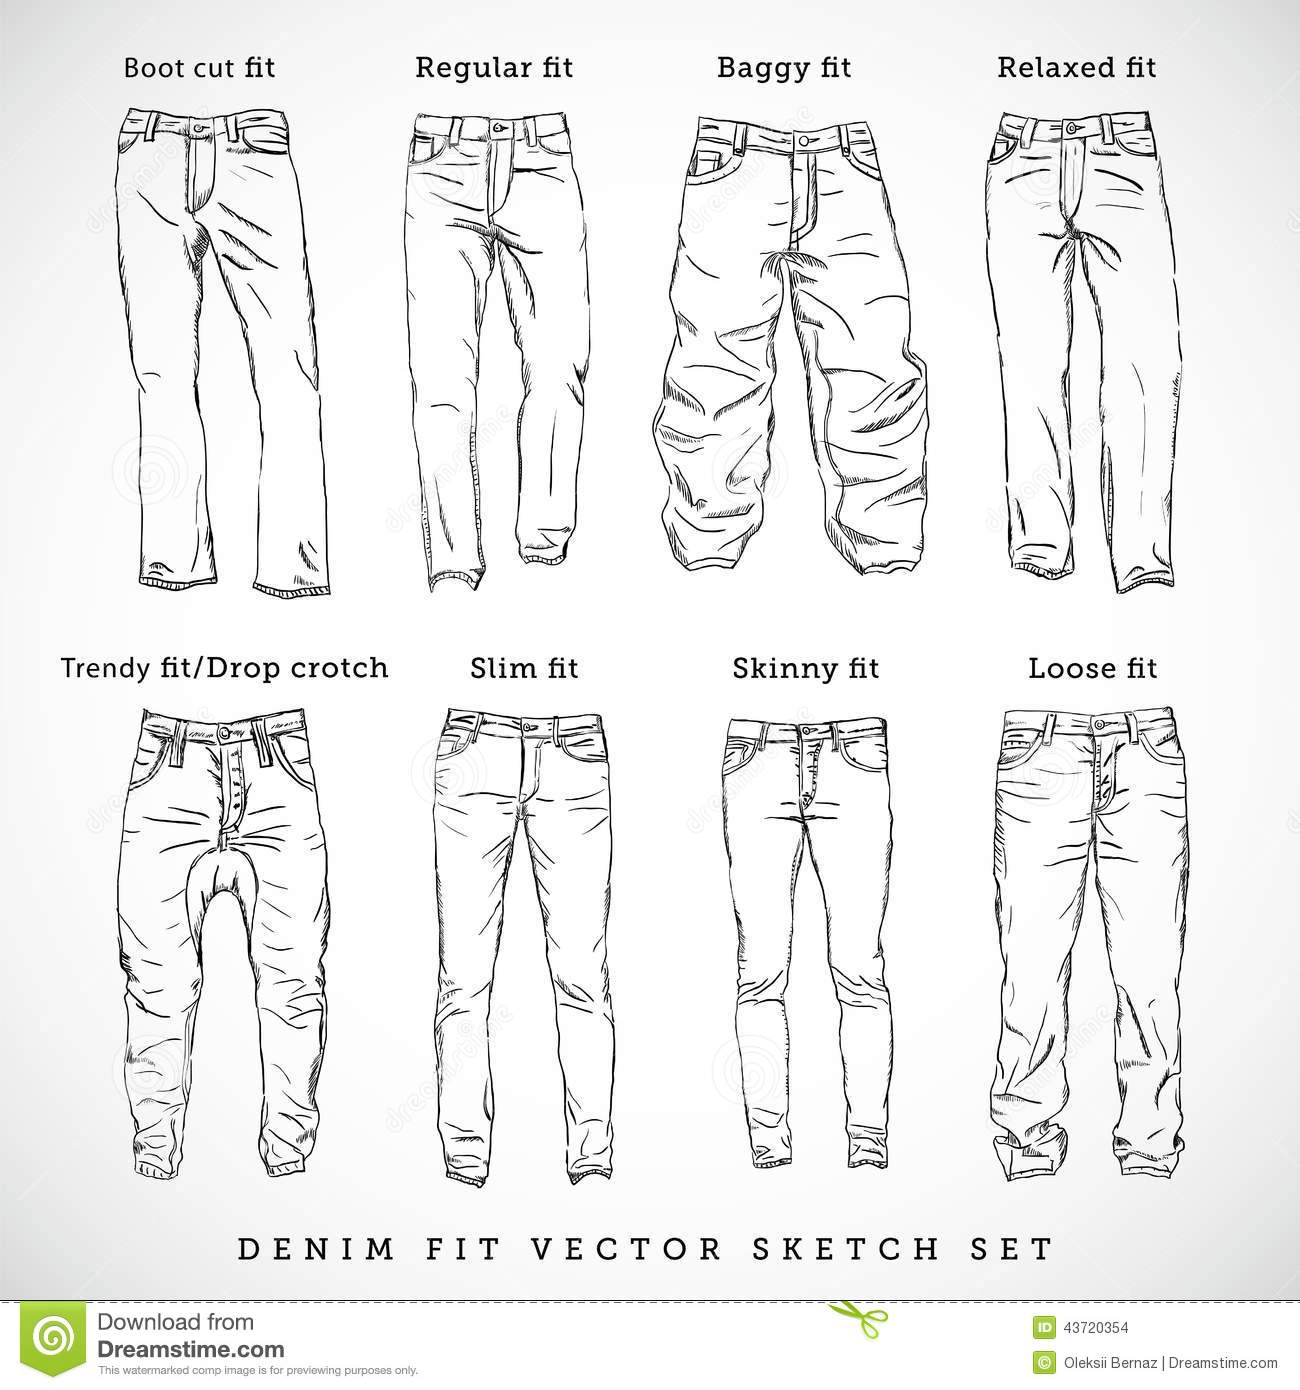 Boot cut fit
Regular fit
Baggy fit
Relaxed fit
Trendy fit/Drop crotch
Slim fit
Skinny fit
Loose fit
DENIM FIT VECTOR SKETCH SET
Download from
Dreamstime.com
This watermarked comp image is for previewing purposes only.
ID 43720354
© Oleksii Bernaz | Dreamstime.com